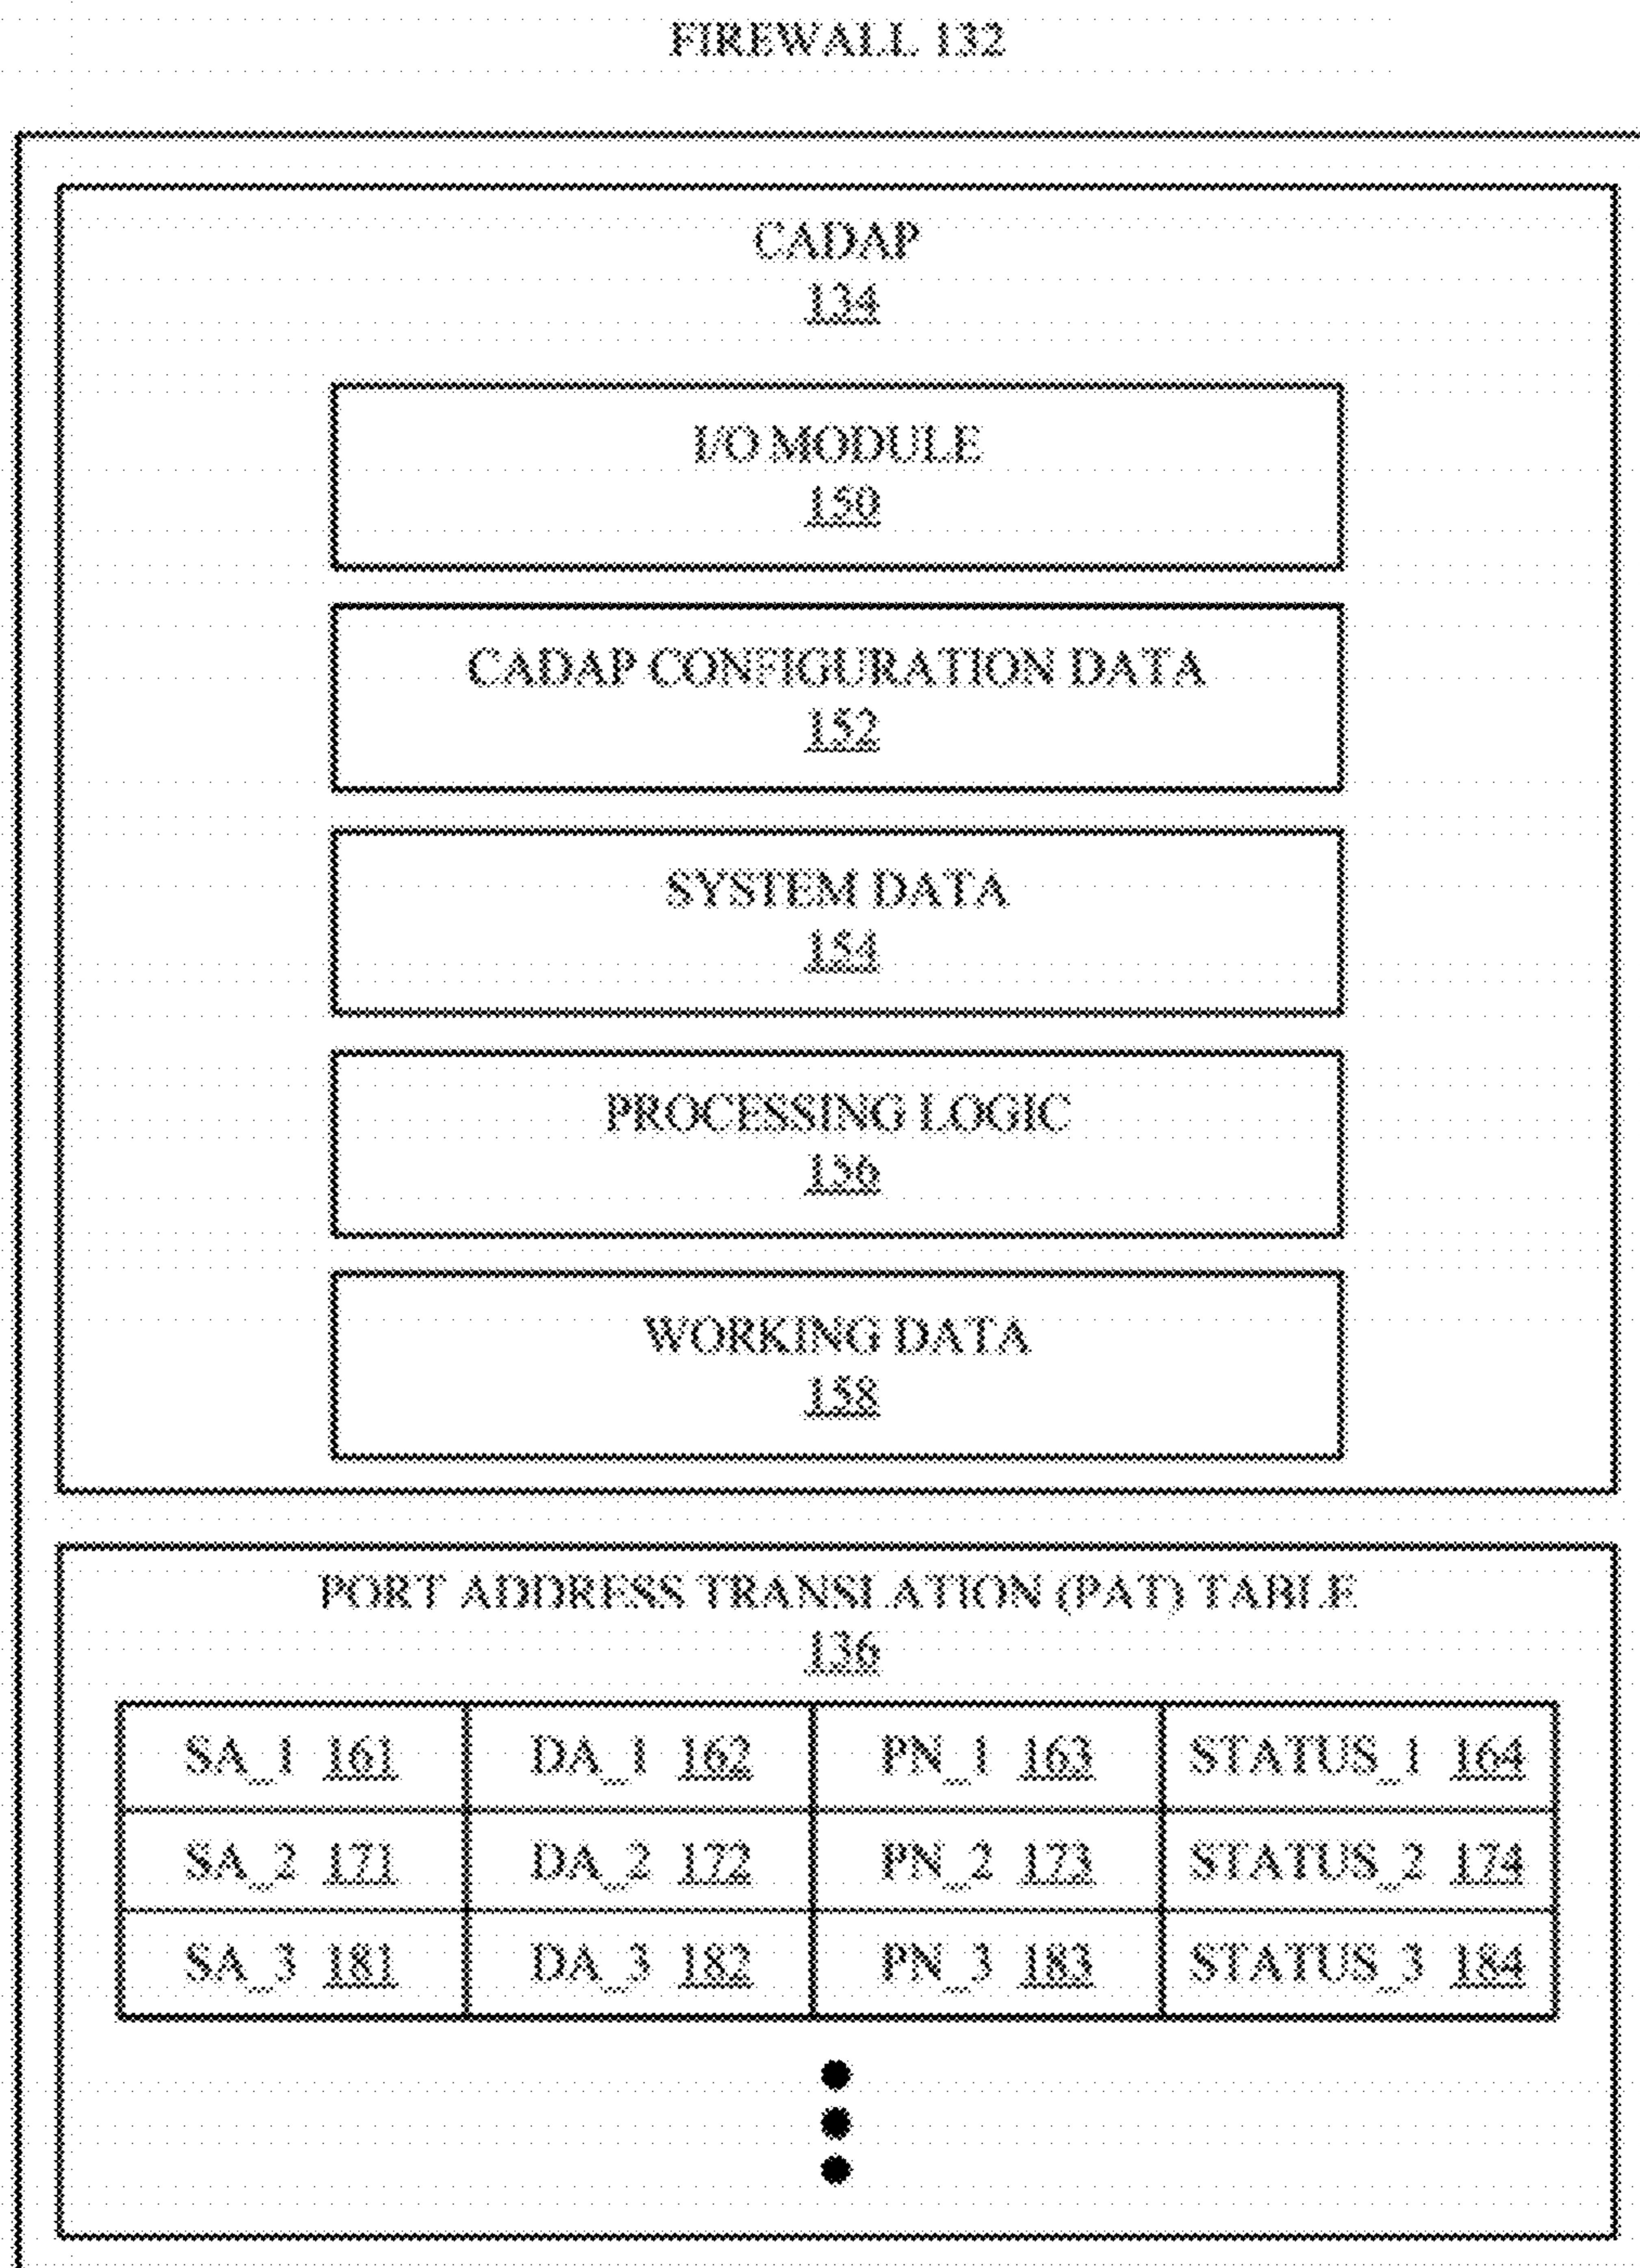 FIREWALL 132
CADAP
134
I/O MODULE
150
CADAP CONFIGURATION DATA
152
SYSTEM DATA
154
PROCESSING LOGIC
156
WORKING DATA
158
PORT ADDRESS TRANSLATION (PAT) TABLE
136
SA_1 161 DA_1 162 PN_1 163 STATUS_1 164
SA_2 171 DA_2 172 PN_2 173 STATUS_2 174
SA_3 181 DA_3 182 PN_3 183 STATUS_3 184